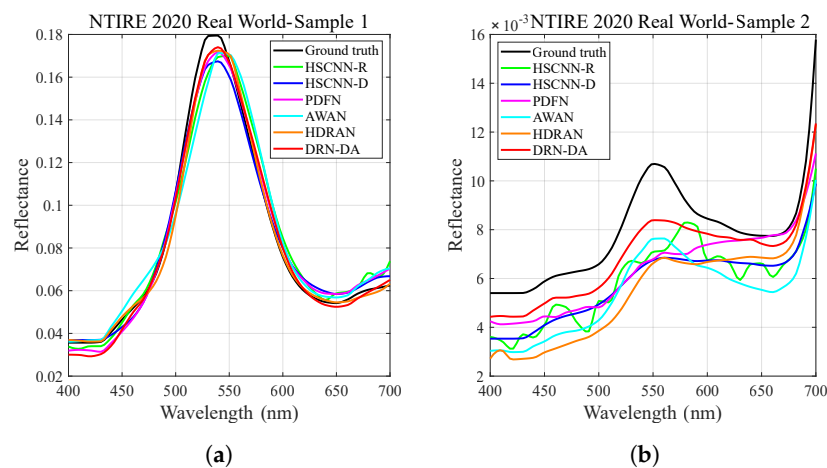 NTIRE 2020 Real World-Sample 1
Reflectance
0.18
0.16
0.14
0.12
0.10
0.08
0.06
0.04
0.02
400
450
500
550
600
650
700
Wavelength (nm)
Ground truth
HSCNN-R
HSCNN-D
PDFN
AWAN
HDRAN
DRN-DA
(a)
16 ×10⁻³ NTIRE 2020 Real World-Sample 2
Reflectance
14
12
10
8
6
4
2
400
450
500
550
600
650
700
Wavelength (nm)
Ground truth
HSCNN-R
HSCNN-D
PDFN
AWAN
HDRAN
DRN-DA
(b)